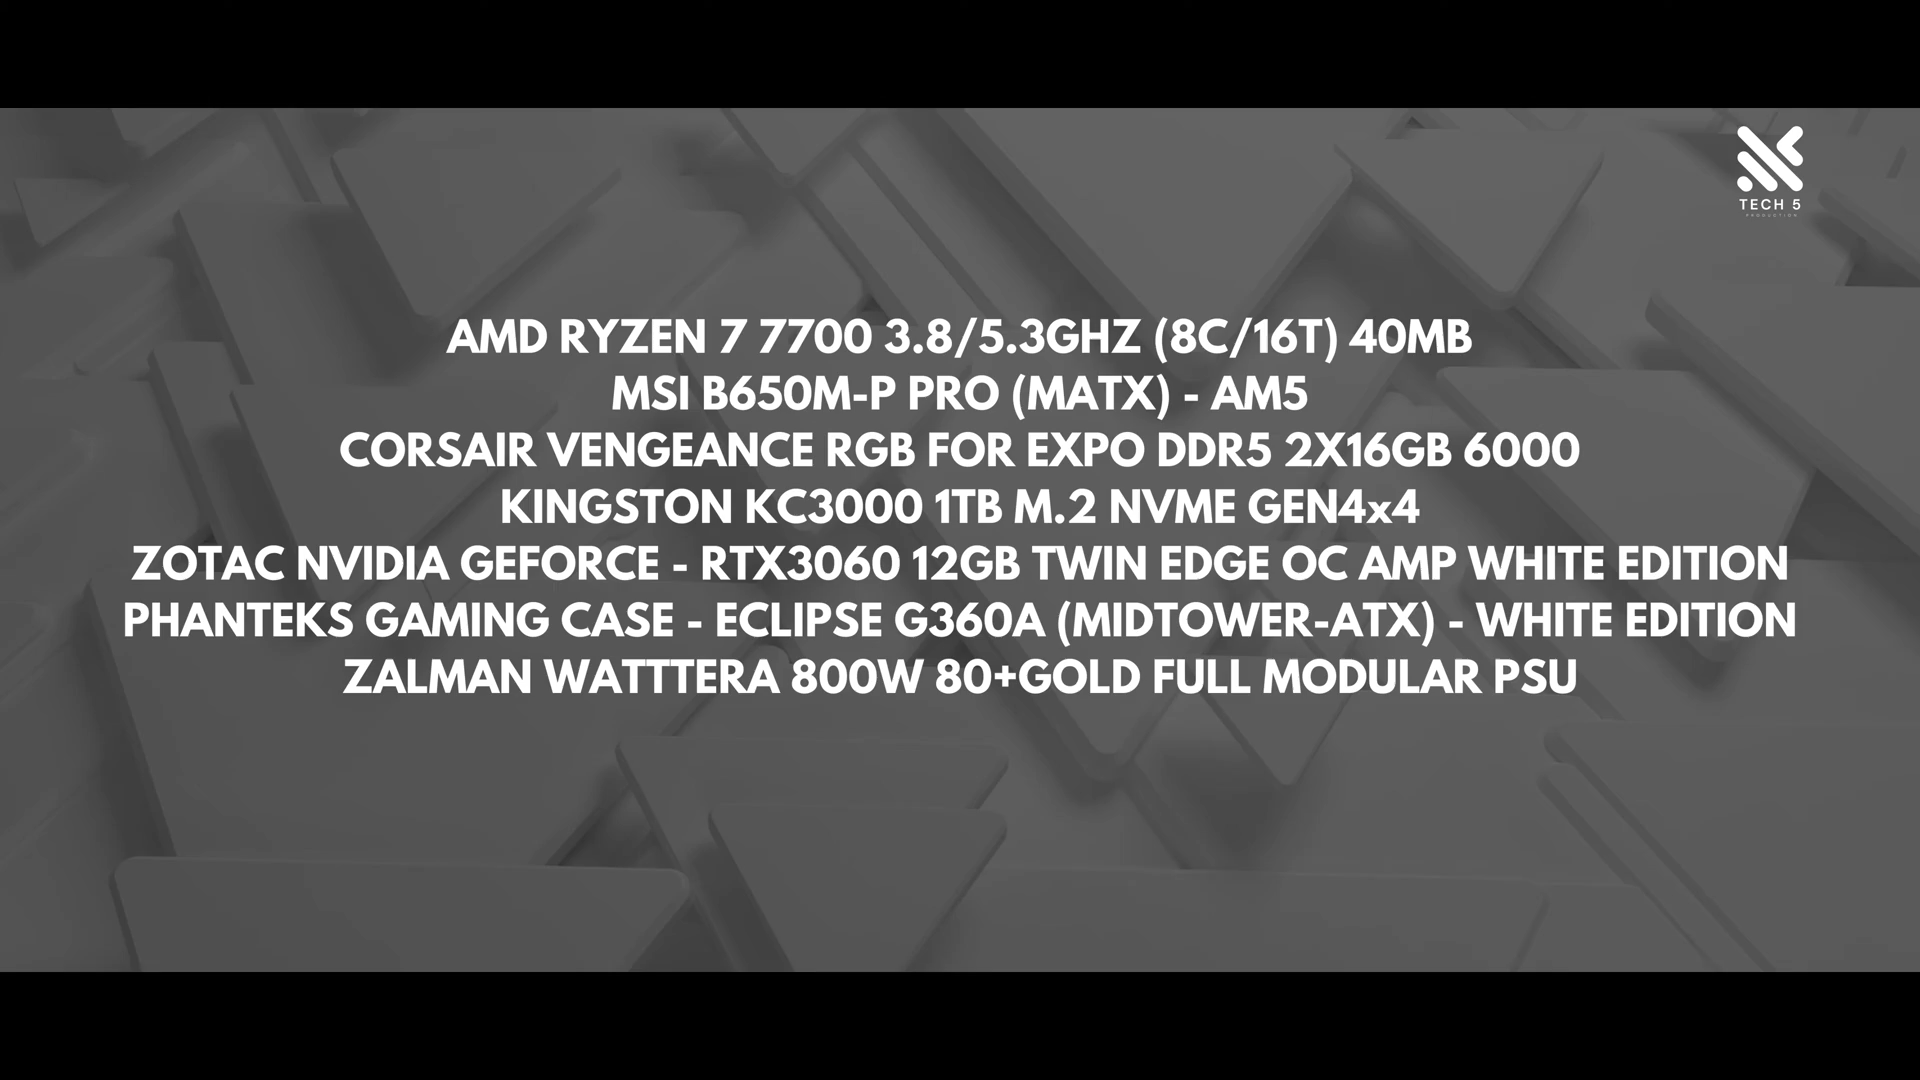 TECH 5
PRODUCTION
AMD RYZEN 7 7700 3.8/5.3GHZ (8C/16T) 40MB
MSI B650M-P PRO (MATX) - AM5
CORSAIR VENGEANCE RGB FOR EXPO DDR5 2X16GB 6000
KINGSTON KC3000 1TB M.2 NVME GEN4x4
ZOTAC NVIDIA GEFORCE - RTX3060 12GB TWIN EDGE OC AMP WHITE EDITION
PHANTEKS GAMING CASE - ECLIPSE G360A (MIDTOWER-ATX) - WHITE EDITION
ZALMAN WATTTERA 800W 80+GOLD FULL MODULAR PSU